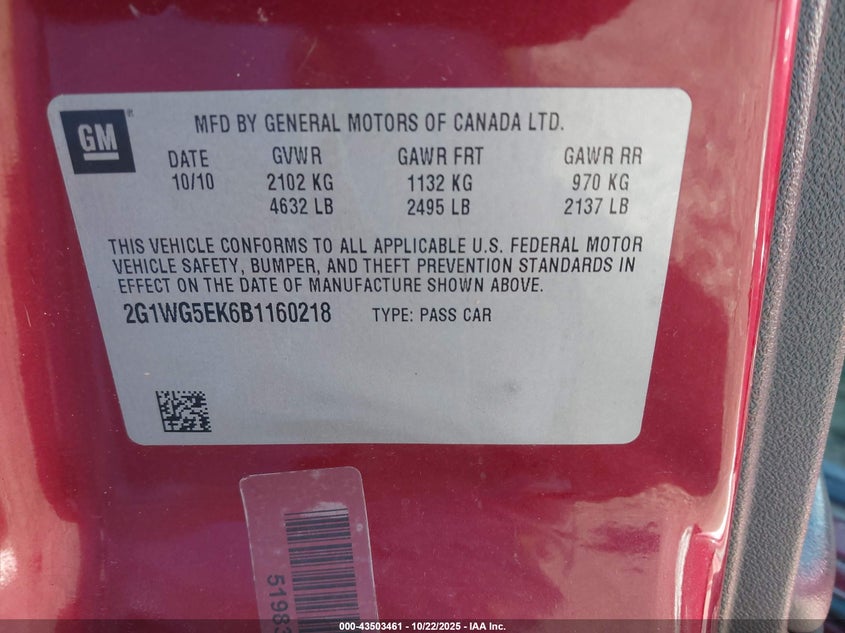 GM
MFD BY GENERAL MOTORS OF CANADA LTD.
DATE GVWR GAWR FRT GAWR RR
10/10 2102 KG 1132 KG 970 KG
4632 LB 2495 LB 2137 LB
THIS VEHICLE CONFORMS TO ALL APPLICABLE U.S. FEDERAL MOTOR
VEHICLE SAFETY, BUMPER, AND THEFT PREVENTION STANDARDS IN
EFFECT ON THE DATE OF MANUFACTURE SHOWN ABOVE.
2G1WG5EK6B1160218 TYPE: PASS CAR
000-43503461 - 10/22/2025 - IAA Inc.